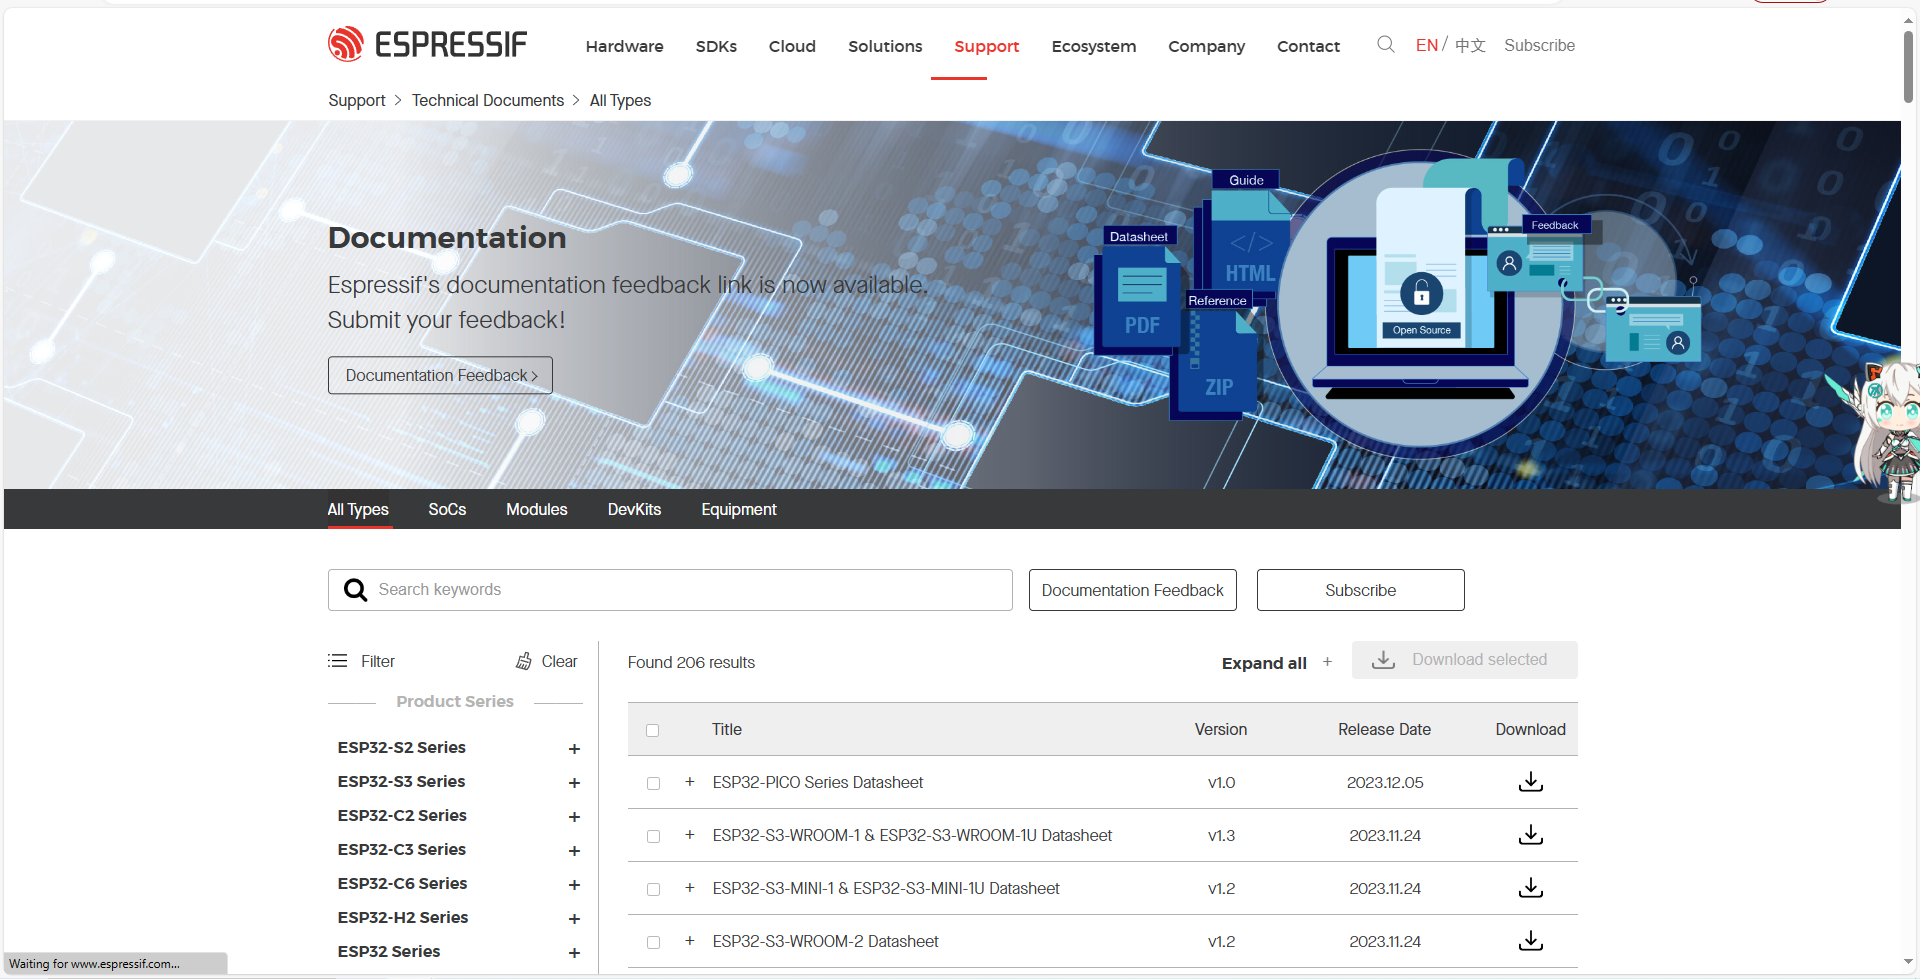 ESPRESSIF
Hardware SDKs Cloud Solutions Support Ecosystem Company Contact EN / 中文 Subscribe
Support > Technical Documents > All Types
Documentation
Espressif's documentation feedback link is now available.
Submit your feedback!
Documentation Feedback >
Guide
Datasheet
</>
HTML
Reference
PDF
ZIP
Open Source
Feedback
All Types SoCs Modules DevKits Equipment
Search keywords
Documentation Feedback
Subscribe
Filter Clear
Product Series
ESP32-S2 Series +
ESP32-S3 Series +
ESP32-C2 Series +
ESP32-C3 Series +
ESP32-C6 Series +
ESP32-H2 Series +
ESP32 Series +
Found 206 results
Expand all +
Download selected
Title Version Release Date Download
+ ESP32-PICO Series Datasheet v1.0 2023.12.05
+ ESP32-S3-WROOM-1 & ESP32-S3-WROOM-1U Datasheet v1.3 2023.11.24
+ ESP32-S3-MINI-1 & ESP32-S3-MINI-1U Datasheet v1.2 2023.11.24
+ ESP32-S3-WROOM-2 Datasheet v1.2 2023.11.24
Waiting for www.espressif.com...